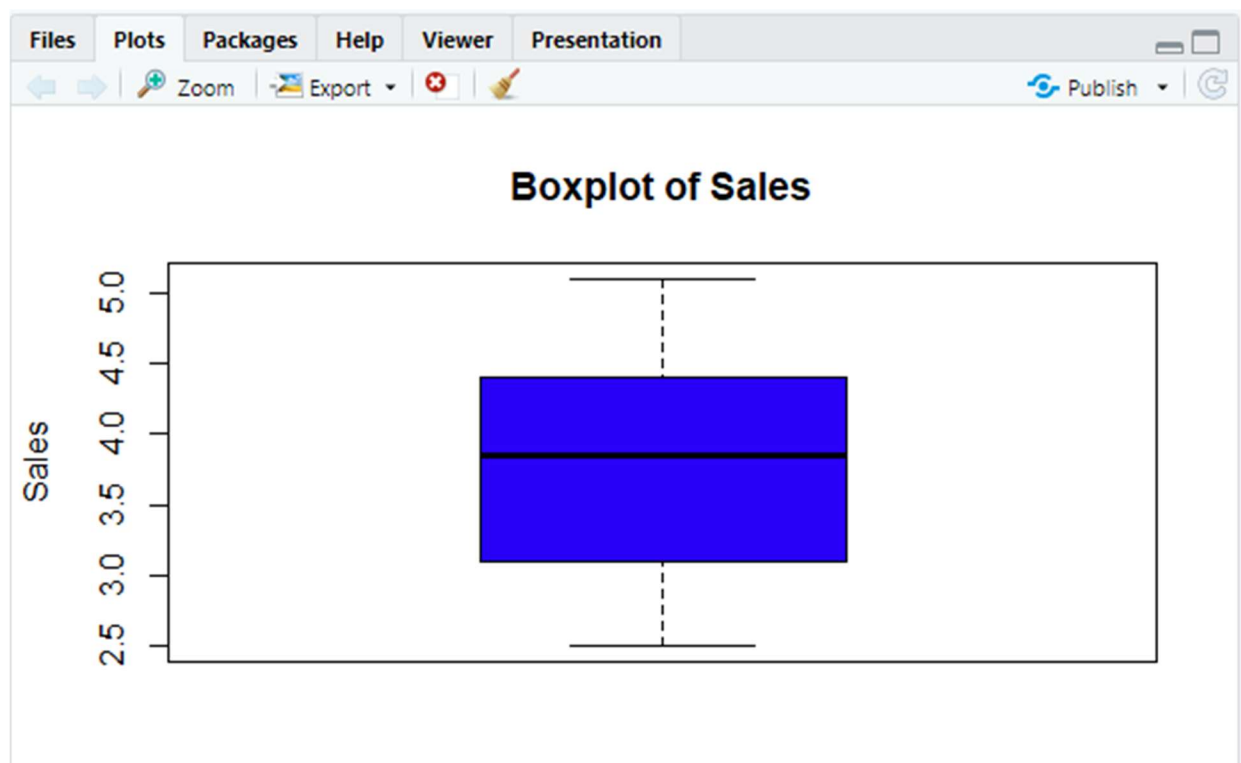 Files Plots Packages Help Viewer Presentation
Zoom Export Publish
Boxplot of Sales
5.0
4.5
4.0
3.5
3.0
2.5
Sales